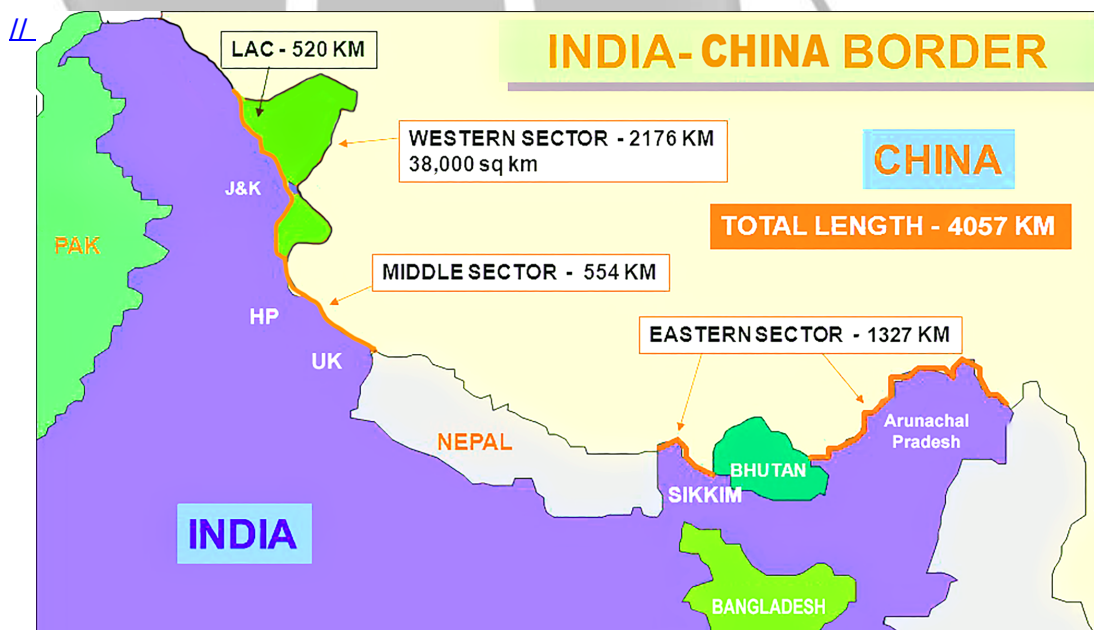 //
LAC - 520 KM
INDIA- CHINA BORDER
WESTERN SECTOR - 2176 KM
38,000 sq km
CHINA
J&K
TOTAL LENGTH - 4057 KM
PAK
MIDDLE SECTOR - 554 KM
HP
EASTERN SECTOR - 1327 KM
UK
Arunachal
Pradesh
NEPAL
BHUTAN
SIKKIM
INDIA
BANGLADESH